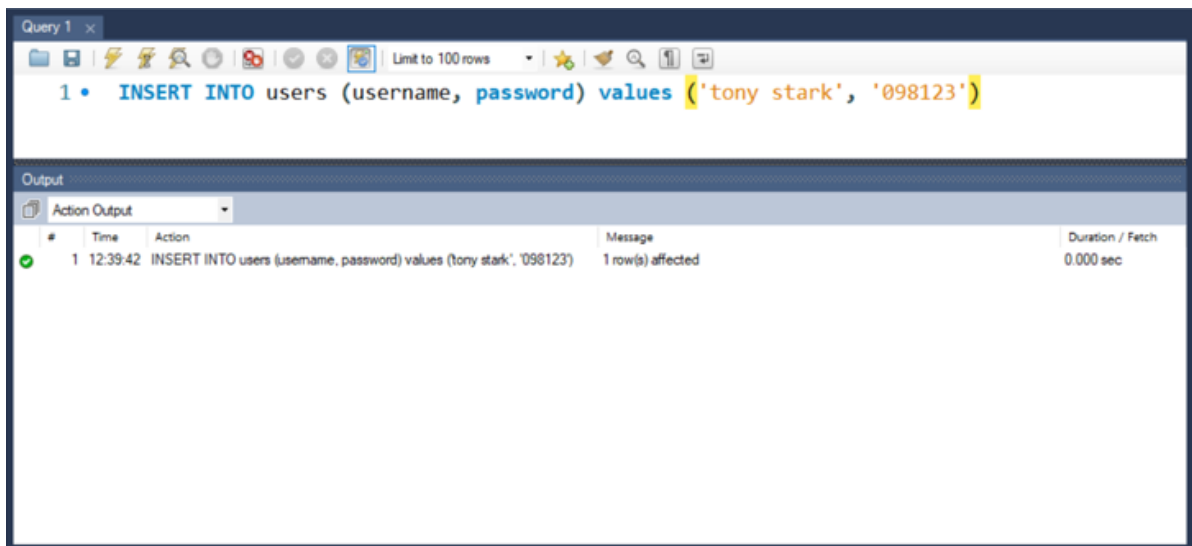 Query 1
Limit to 100 rows
1 INSERT INTO users (username, password) values ('tony stark', '098123')
Output
Action Output
# Time Action Message Duration / Fetch
1 12:39:42 INSERT INTO users (username, password) values ('tony stark', '098123') 1 row(s) affected 0.000 sec